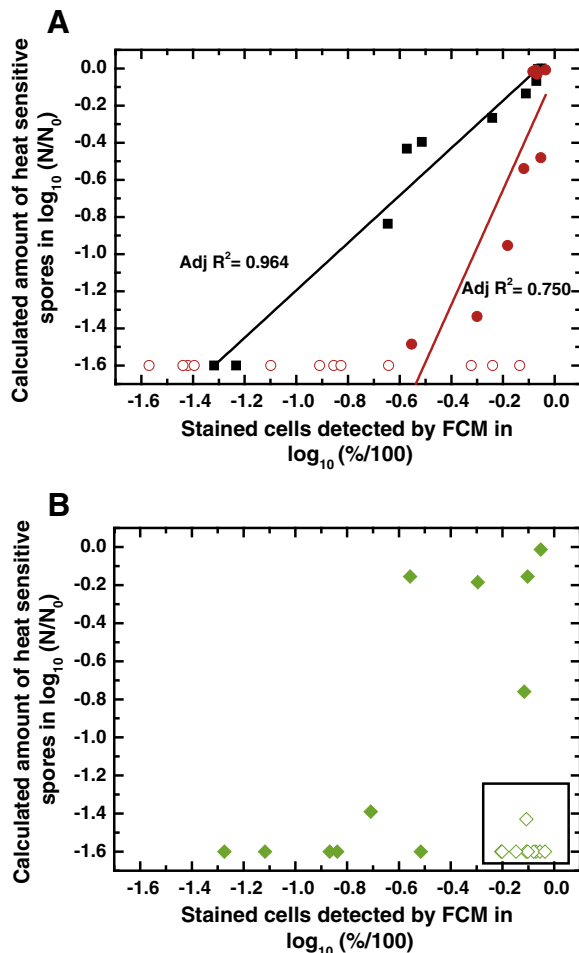 A
Calculated amount of heat sensitive
spores in log10 (N/N0)
0.0
-0.2
-0.4
-0.6
-0.8
-1.0
-1.2
-1.4
-1.6
Adj R2= 0.964
Adj R2= 0.750
-1.6 -1.4 -1.2 -1.0 -0.8 -0.6 -0.4 -0.2 0.0
Stained cells detected by FCM in
log10 (%/100)
B
Calculated amount of heat sensitive
spores in log10 (N/N0)
0.0
-0.2
-0.4
-0.6
-0.8
-1.0
-1.2
-1.4
-1.6
-1.6 -1.4 -1.2 -1.0 -0.8 -0.6 -0.4 -0.2 0.0
Stained cells detected by FCM in
log10 (%/100)